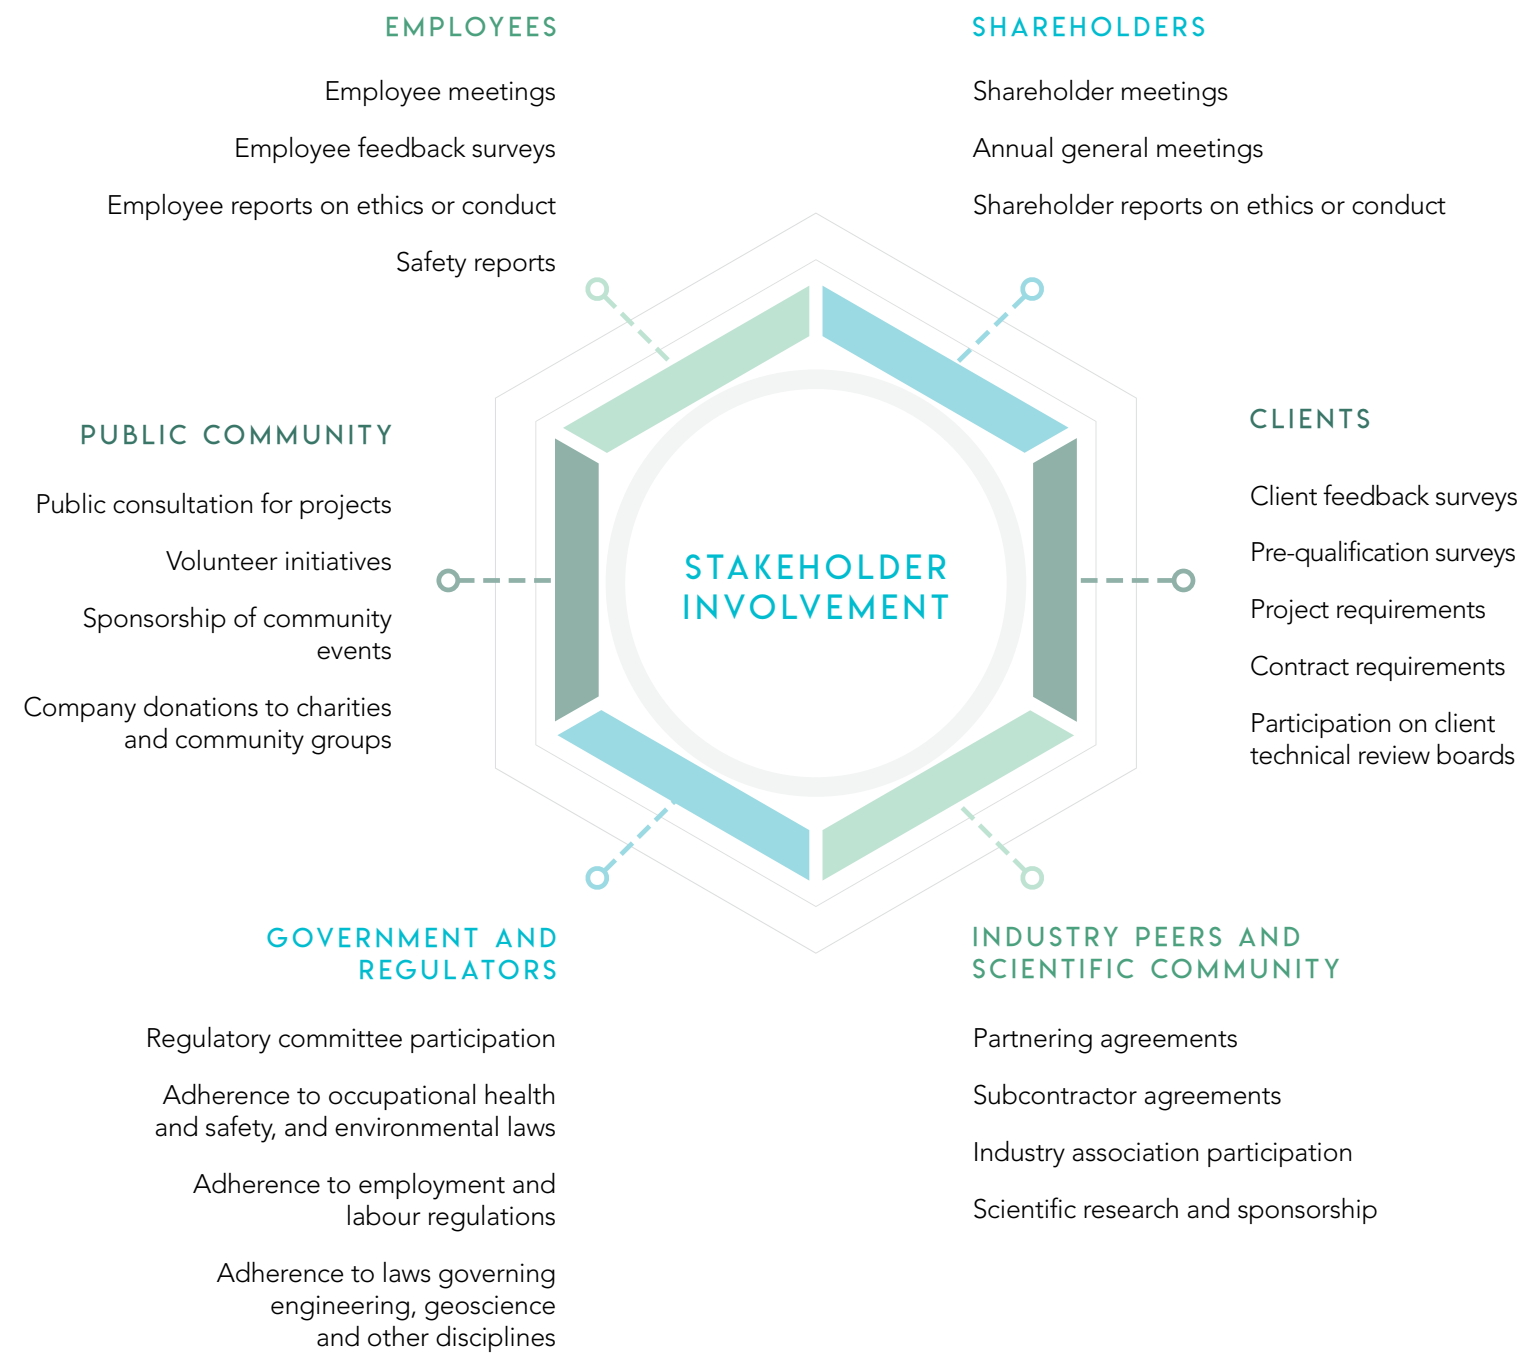 EMPLOYEES
Employee meetings
Employee feedback surveys
Employee reports on ethics or conduct
Safety reports
SHAREHOLDERS
Shareholder meetings
Annual general meetings
Shareholder reports on ethics or conduct
PUBLIC COMMUNITY
Public consultation for projects
Volunteer initiatives
Sponsorship of community
events
Company donations to charities
and community groups
STAKEHOLDER
INVOLVEMENT
CLIENTS
Client feedback surveys
Pre-qualification surveys
Project requirements
Contract requirements
Participation on client
technical review boards
GOVERNMENT AND
REGULATORS
Regulatory committee participation
Adherence to occupational health
and safety, and environmental laws
Adherence to employment and
labour regulations
Adherence to laws governing
engineering, geoscience
and other disciplines
INDUSTRY PEERS AND
SCIENTIFIC COMMUNITY
Partnering agreements
Subcontractor agreements
Industry association participation
Scientific research and sponsorship